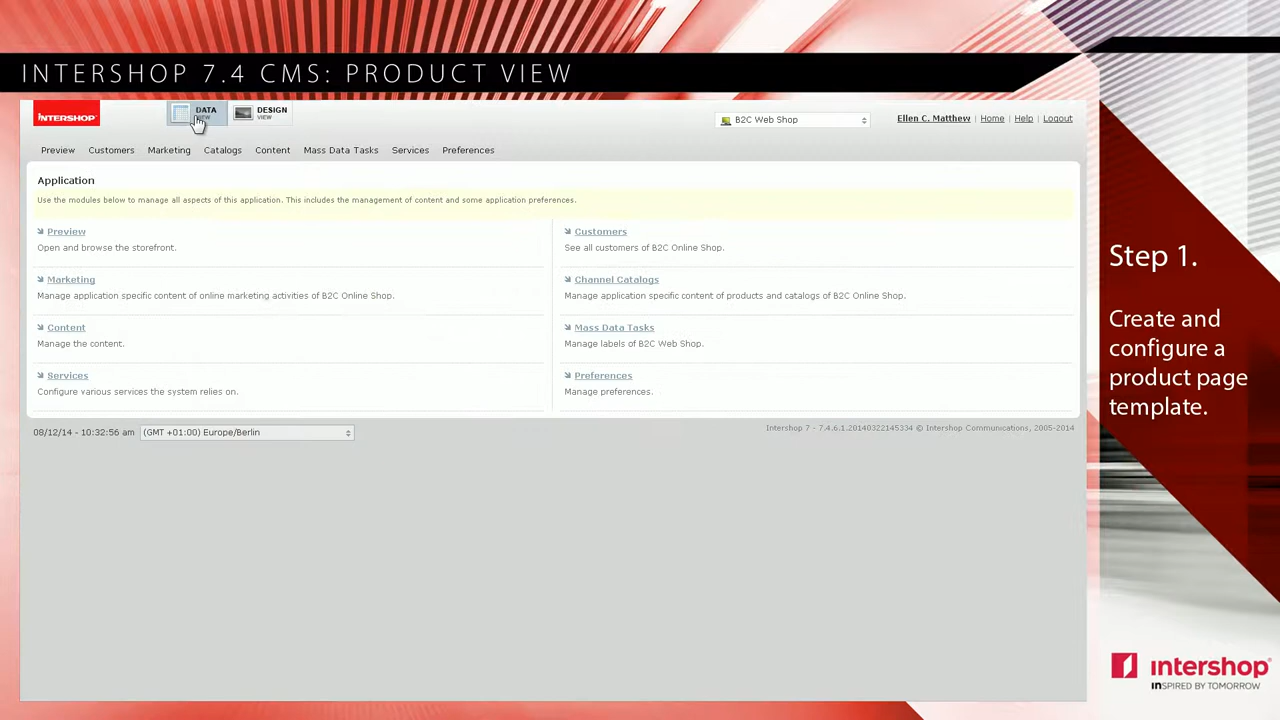 INTERSHOP 7.4 CMS: PRODUCT VIEW
INTERSHOP
DATA
DESIGN
VIEW
B2C Web Shop
Ellen C. Matthew | Home | Help | Logout
Preview Customers Marketing Catalogs Content Mass Data Tasks Services Preferences
Application
Use the modules below to manage all aspects of this application. This includes the management of content and some application preferences.
Preview
Open and browse the storefront.
Customers
See all customers of B2C Online Shop.
Marketing
Manage application specific content of online marketing activities of B2C Online Shop.
Channel Catalogs
Manage application specific content of products and catalogs of B2C Online Shop.
Content
Manage the content.
Mass Data Tasks
Manage labels of B2C Web Shop.
Services
Configure various services the system relies on.
Preferences
Manage preferences.
08/12/14 - 10:32:56 am (GMT +01:00) Europe/Berlin
Intershop 7 - 7.4.6.1.20140322145334 © Intershop Communications, 2005-2014
Step 1.
Create and
configure a
product page
template.
intershop®
INSPIRED BY TOMORROW